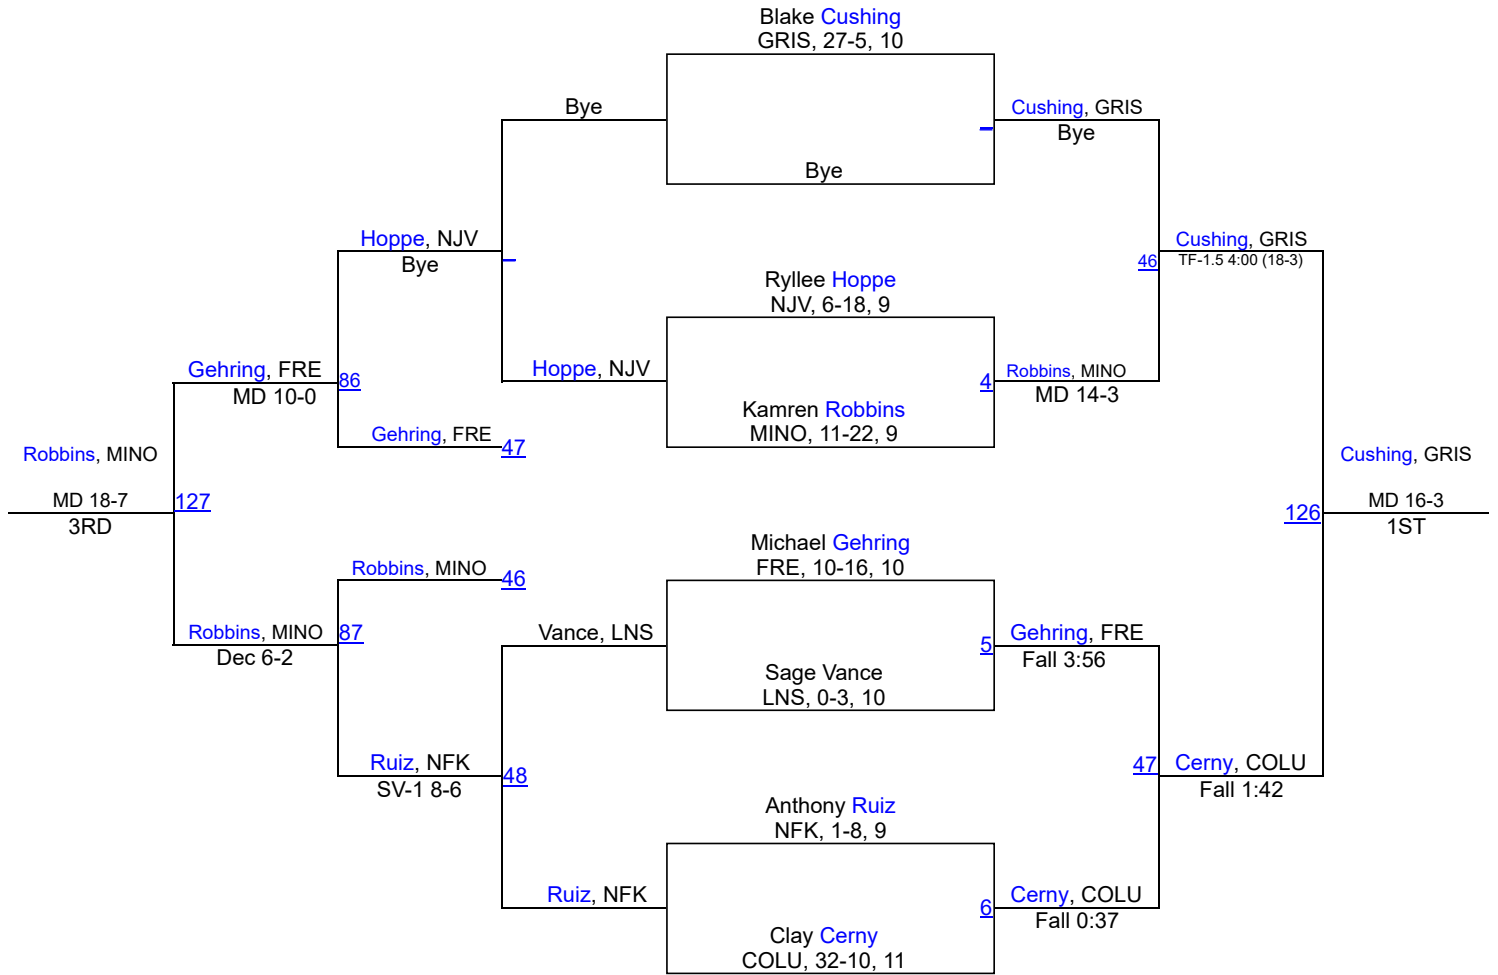 Blake Cushing
GRIS, 27-5, 10
Bye
Cushing, GRIS
Bye
Bye
Hoppe, NJV
Bye
Cushing, GRIS
46
TF-1.5 4:00 (18-3)
Ryllee Hoppe
NJV, 6-18, 9
Gehring, FRE
86
MD 10-0
Hoppe, NJV
4
Robbins, MINO
MD 14-3
Kamren Robbins
MINO, 11-22, 9
Gehring, FRE
47
Robbins, MINO
MD 18-7
127
3RD
Cushing, GRIS
MD 16-3
126
1ST
Michael Gehring
FRE, 10-16, 10
Robbins, MINO
46
Robbins, MINO
87
Dec 6-2
Vance, LNS
5
Gehring, FRE
Fall 3:56
Sage Vance
LNS, 0-3, 10
Ruiz, NFK
48
SV-1 8-6
47
Cerny, COLU
Fall 1:42
Anthony Ruiz
NFK, 1-8, 9
Ruiz, NFK
6
Cerny, COLU
Fall 0:37
Clay Cerny
COLU, 32-10, 11